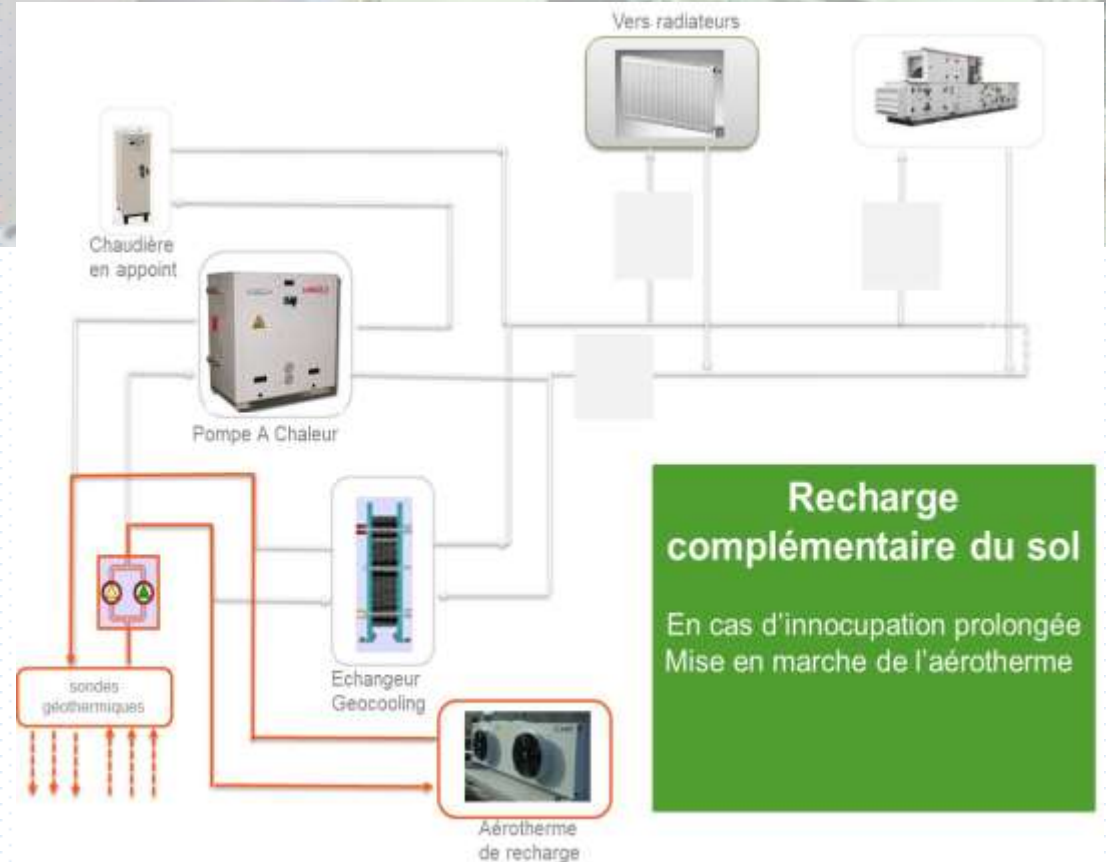 Vers radiateurs
Chaudière
en appoint
Pompe A Chaleur
Recharge
complémentaire du sol
En cas d'innocupation prolongée
Mise en marche de l'aérotherme
sondes
géothermiques
Echangeur
Geocooling
Aérotherme
de recharge